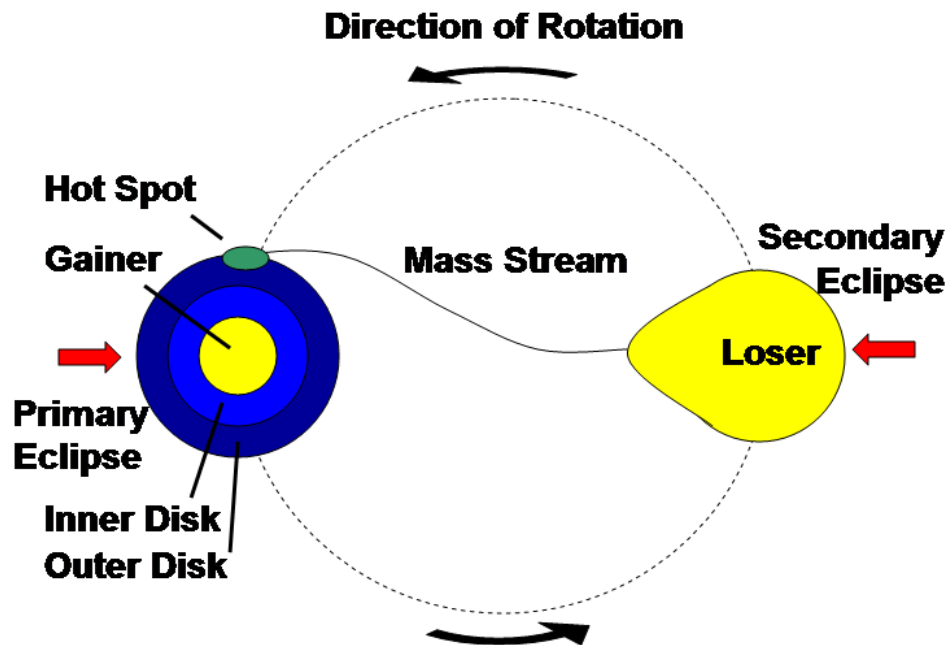 Direction of Rotation
Hot Spot
Gainer
Mass Stream
Secondary
Eclipse
Loser
Primary
Eclipse
Inner Disk
Outer Disk